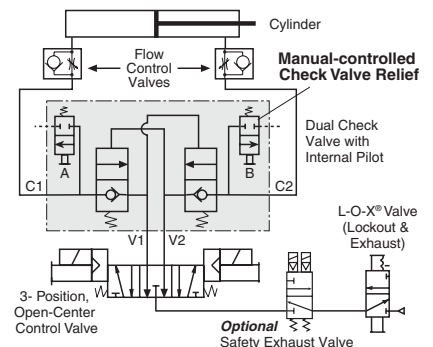 Cylinder
Flow
Control
Valves
Manual-controlled
Check Valve Relief
Dual Check
Valve with
Internal Pilot
A
B
C1
C2
V1
V2
L-O-X® Valve
(Lockout &
Exhaust)
3- Position,
Open-Center
Control Valve
Optional
Safety Exhaust Valve